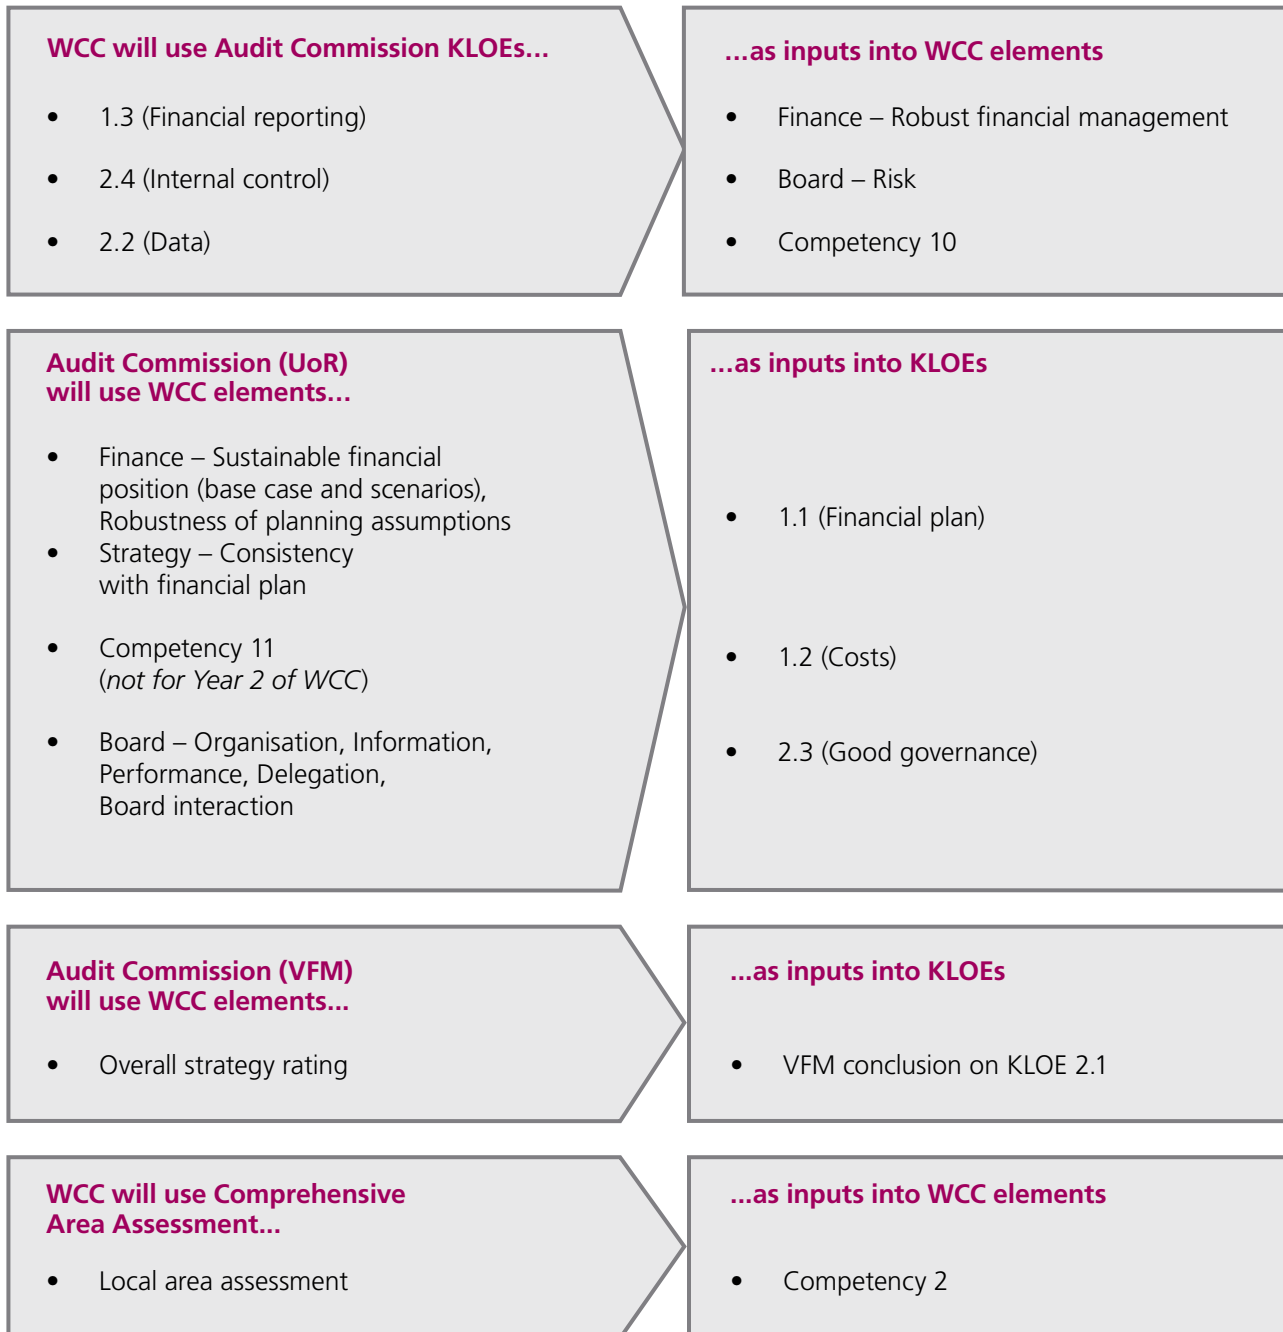 WCC will use Audit Commission KLOEs...
• 1.3 (Financial reporting)
• 2.4 (Internal control)
• 2.2 (Data)
...as inputs into WCC elements
• Finance – Robust financial management
• Board – Risk
• Competency 10
Audit Commission (UoR)
will use WCC elements...
• Finance – Sustainable financial
position (base case and scenarios),
Robustness of planning assumptions
• Strategy – Consistency
with financial plan
• Competency 11
(not for Year 2 of WCC)
• Board – Organisation, Information,
Performance, Delegation,
Board interaction
...as inputs into KLOEs
• 1.1 (Financial plan)
• 1.2 (Costs)
• 2.3 (Good governance)
Audit Commission (VFM)
will use WCC elements...
• Overall strategy rating
...as inputs into KLOEs
• VFM conclusion on KLOE 2.1
WCC will use Comprehensive
Area Assessment...
• Local area assessment
...as inputs into WCC elements
• Competency 2